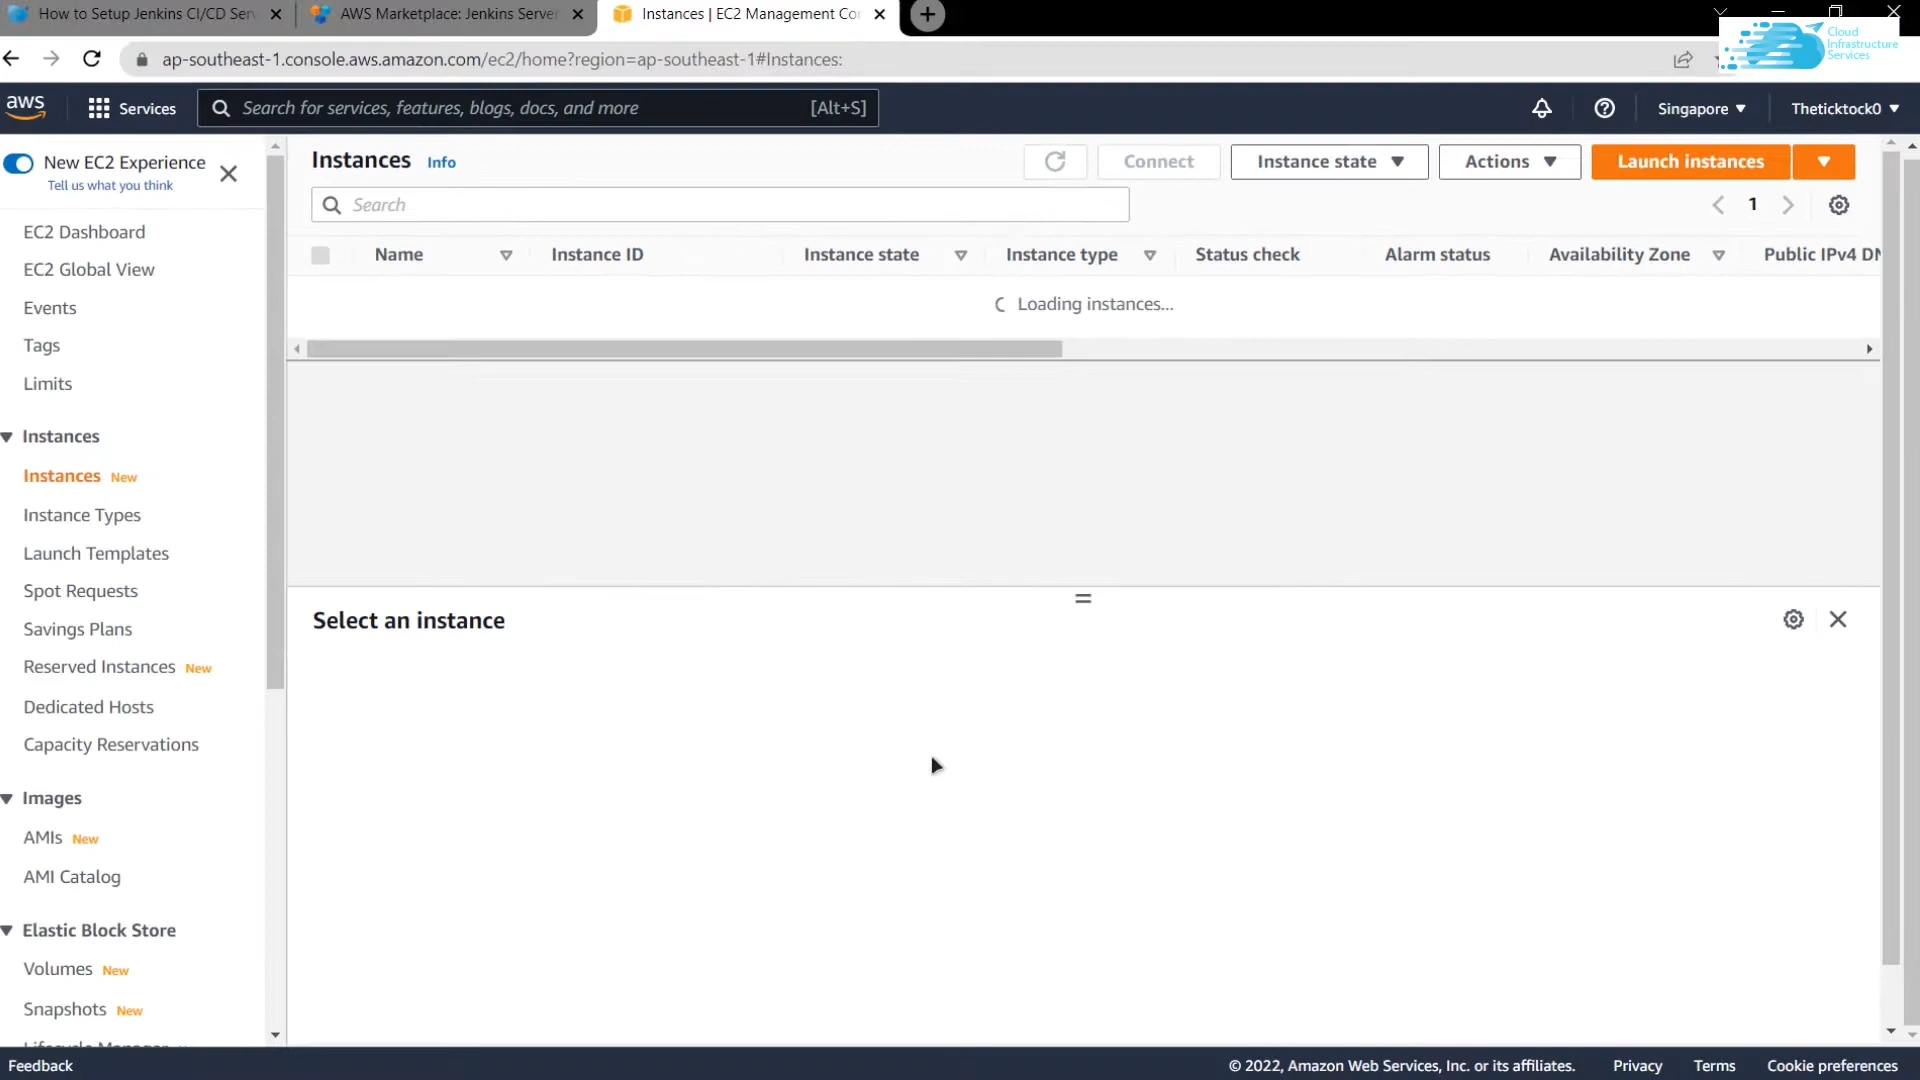 How to Setup Jenkins CI/CD Ser
AWS Marketplace: Jenkins Server
Instances | EC2 Management Co
ap-southeast-1.console.aws.amazon.com/ec2/home?region=ap-southeast-1#Instances:
Cloud
Infrastructure
Services
aws
Services
Search for services, features, blogs, docs, and more
[Alt+S]
Singapore
Theticktock0
New EC2 Experience
Tell us what you think
EC2 Dashboard
EC2 Global View
Events
Tags
Limits
Instances
Instances New
Instance Types
Launch Templates
Spot Requests
Savings Plans
Reserved Instances New
Dedicated Hosts
Capacity Reservations
Images
AMIs New
AMI Catalog
Elastic Block Store
Volumes New
Snapshots New
Instances Info
Connect
Instance state
Actions
Launch instances
Search
1
Name
Instance ID
Instance state
Instance type
Status check
Alarm status
Availability Zone
Public IPv4 DN
Loading instances...
Select an instance
Feedback
© 2022, Amazon Web Services, Inc. or its affiliates.
Privacy
Terms
Cookie preferences